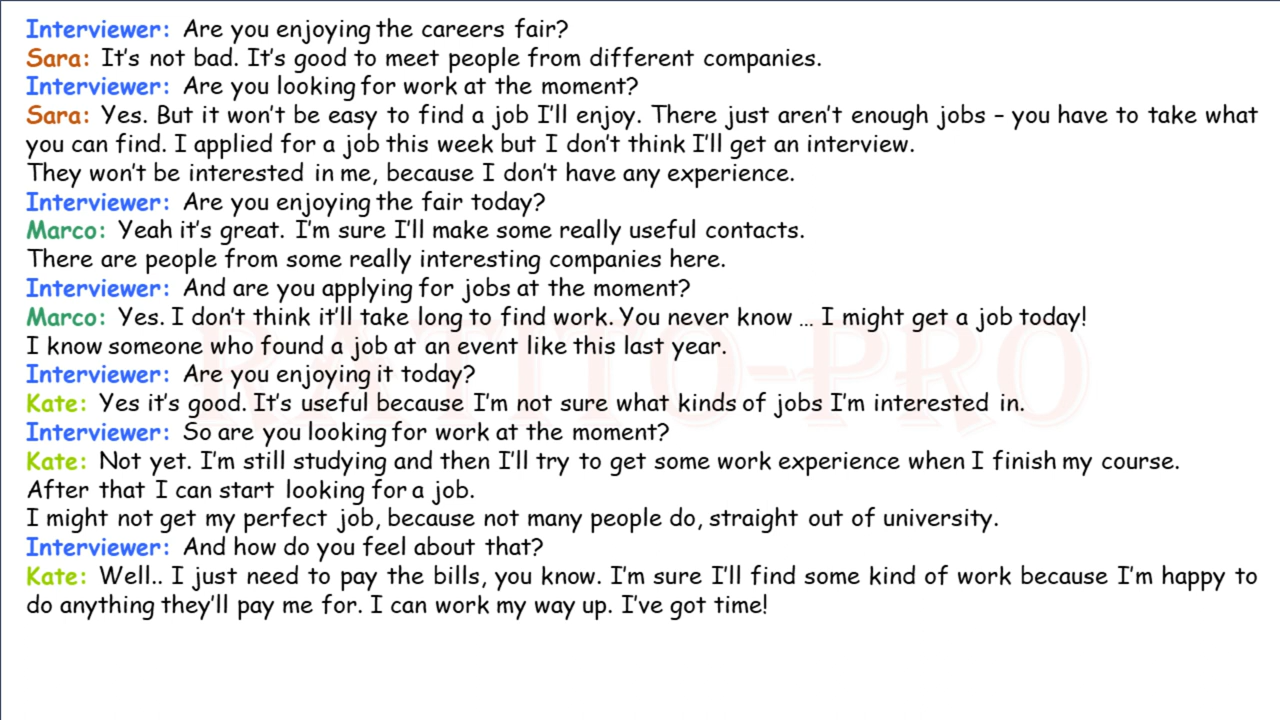 Interviewer: Are you enjoying the careers fair?
Sara: It's not bad. It's good to meet people from different companies.
Interviewer: Are you looking for work at the moment?
Sara: Yes. But it won't be easy to find a job I'll enjoy. There just aren't enough jobs – you have to take what
you can find. I applied for a job this week but I don't think I'll get an interview.
They won't be interested in me, because I don't have any experience.
Interviewer: Are you enjoying the fair today?
Marco: Yeah it's great. I'm sure I'll make some really useful contacts.
There are people from some really interesting companies here.
Interviewer: And are you applying for jobs at the moment?
Marco: Yes. I don't think it'll take long to find work. You never know … I might get a job today!
I know someone who found a job at an event like this last year.
Interviewer: Are you enjoying it today?
Kate: Yes it's good. It's useful because I'm not sure what kinds of jobs I'm interested in.
Interviewer: So are you looking for work at the moment?
Kate: Not yet. I'm still studying and then I'll try to get some work experience when I finish my course.
After that I can start looking for a job.
I might not get my perfect job, because not many people do, straight out of university.
Interviewer: And how do you feel about that?
Kate: Well.. I just need to pay the bills, you know. I'm sure I'll find some kind of work because I'm happy to
do anything they'll pay me for. I can work my way up. I've got time!
RATITO-PRO